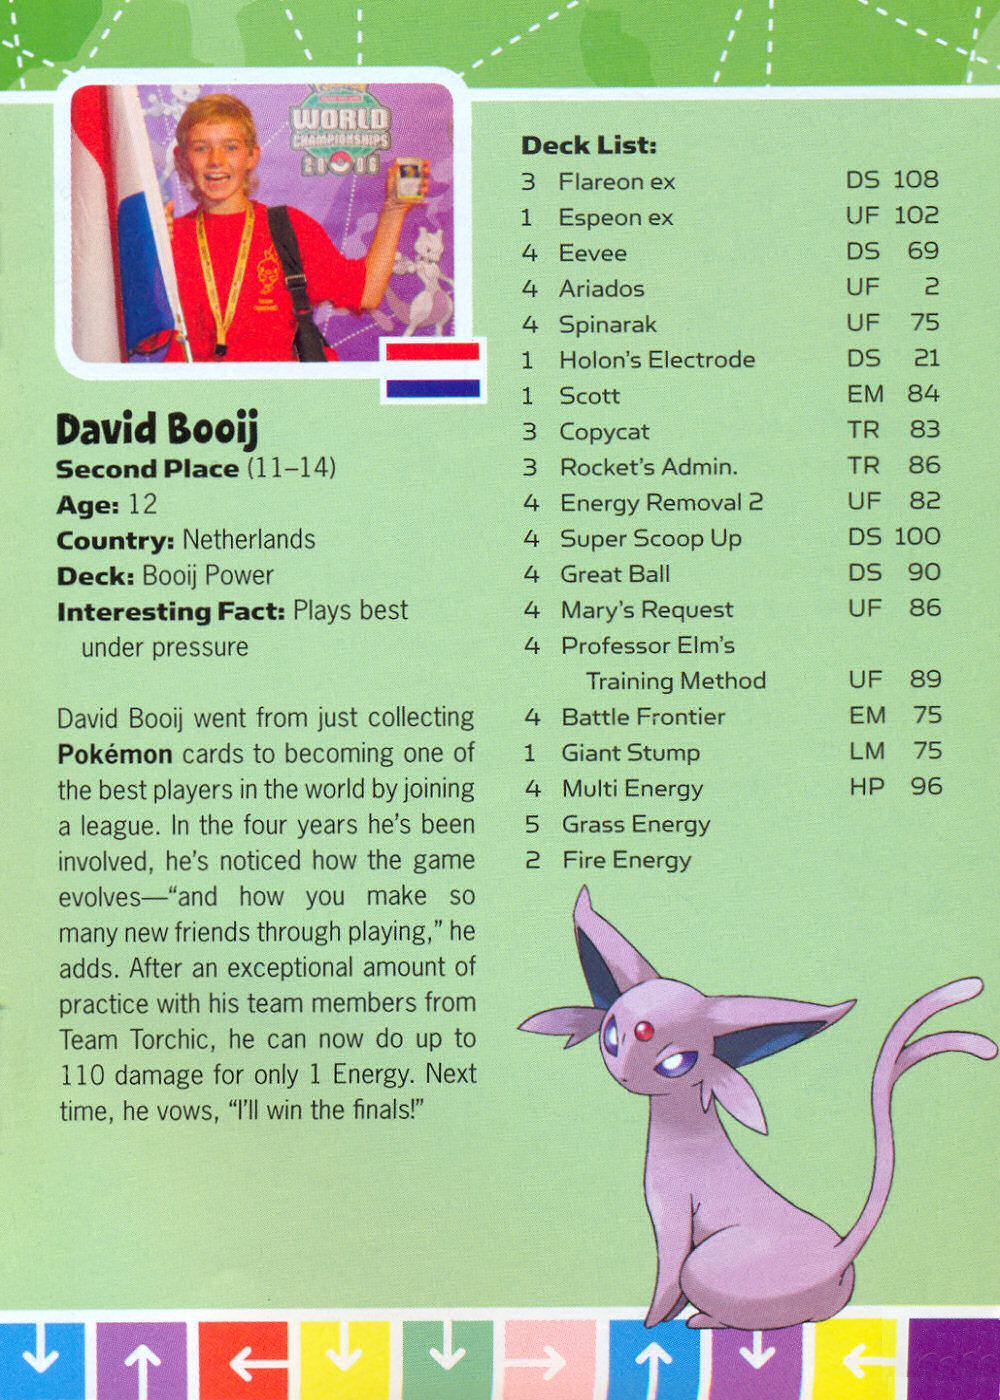 WORLD
CHAMPIONSHIPS
2006
David Booij
Second Place (11–14)
Age: 12
Country: Netherlands
Deck: Booij Power
Interesting Fact: Plays best
under pressure
David Booij went from just collecting
Pokémon cards to becoming one of
the best players in the world by joining
a league. In the four years he’s been
involved, he’s noticed how the game
evolves—“and how you make so
many new friends through playing,” he
adds. After an exceptional amount of
practice with his team members from
Team Torchic, he can now do up to
110 damage for only 1 Energy. Next
time, he vows, “I’ll win the finals!”
Deck List:
3 Flareon ex DS 108
1 Espeon ex UF 102
4 Eevee DS 69
4 Ariados UF 2
4 Spinarak UF 75
1 Holon’s Electrode DS 21
1 Scott EM 84
3 Copycat TR 83
3 Rocket’s Admin. TR 86
4 Energy Removal 2 UF 82
4 Super Scoop Up DS 100
4 Great Ball DS 90
4 Mary’s Request UF 86
4 Professor Elm’s
Training Method UF 89
4 Battle Frontier EM 75
1 Giant Stump LM 75
4 Multi Energy HP 96
5 Grass Energy
2 Fire Energy